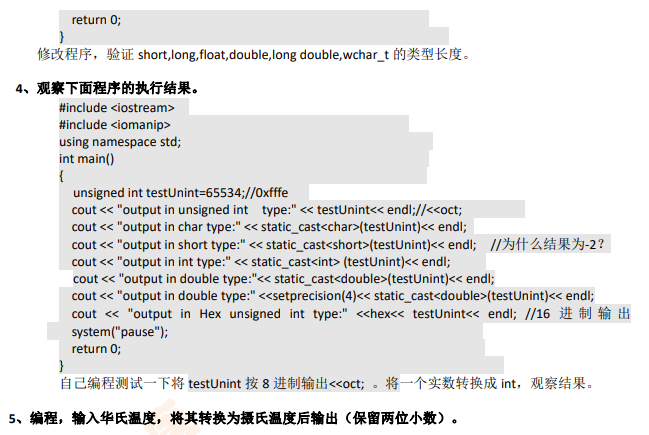 return 0;
}
修改程序，验证 short,long,float,double,long double,wchar_t 的类型长度。
4、观察下面程序的执行结果。
#include <iostream>
#include <iomanip>
using namespace std;
int main()
{
unsigned int testUnint=65534;//0xfffe
cout << "output in unsigned int type:" << testUnint<< endl;//<<oct;
cout << "output in char type:" << static_cast<char>(testUnint)<< endl;
cout << "output in short type:" << static_cast<short>(testUnint)<< endl; //为什么结果为-2？
cout << "output in int type:" << static_cast<int> (testUnint)<< endl;
cout << "output in double type:"<< static_cast<double>(testUnint)<< endl;
cout << "output in double type:" <<setprecision(4)<< static_cast<double>(testUnint)<< endl;
cout << "output in Hex unsigned int type:" <<hex<< testUnint<< endl; //16 进制输出
system("pause");
return 0;
}
自己编程测试一下将 testUnint 按 8 进制输出<<oct; 。将一个实数转换成 int，观察结果。
5、编程，输入华氏温度，将其转换为摄氏温度后输出（保留两位小数）。